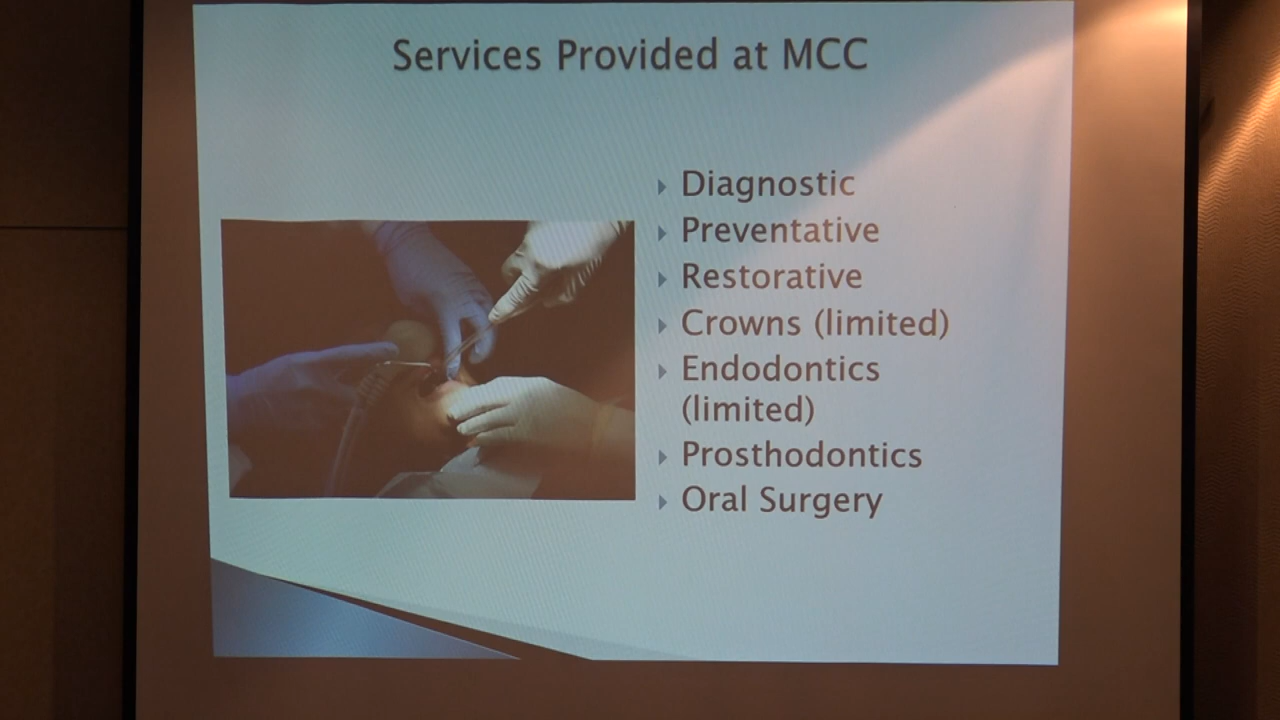 Services Provided at MCC
Diagnostic
Preventative
Restorative
Crowns (limited)
Endodontics
(limited)
Prosthodontics
Oral Surgery